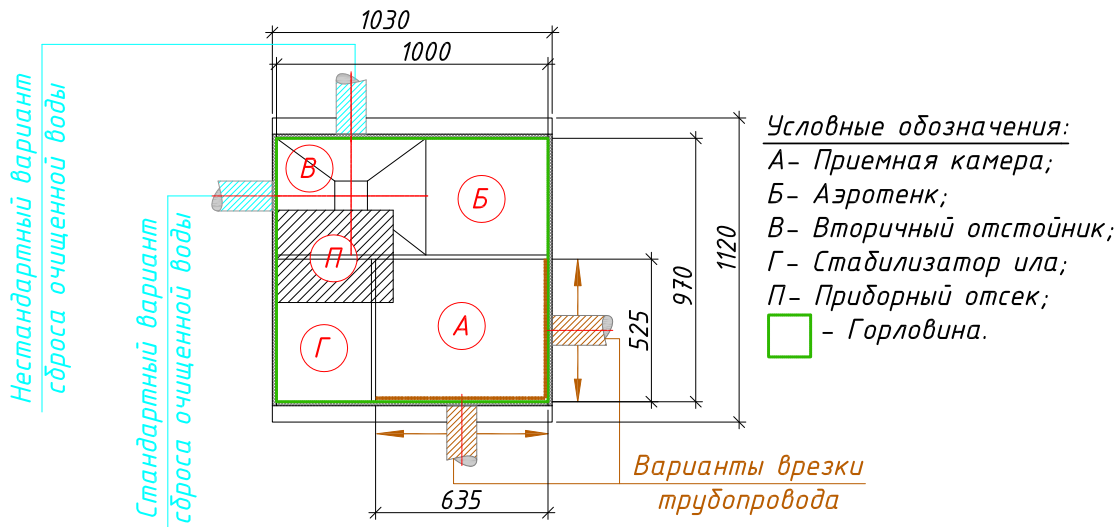 1030
1000
Нестандартный вариант
сброса очищенной воды
Стандартный вариант
сброса очищенной воды
В
Б
П
А
Г
525
970
1120
635
Варианты врезки
трубопровода
Условные обозначения:
А- Приемная камера;
Б- Аэротенк;
В- Вторичный отстойник;
Г- Стабилизатор ила;
П- Приборный отсек;
- Горловина.